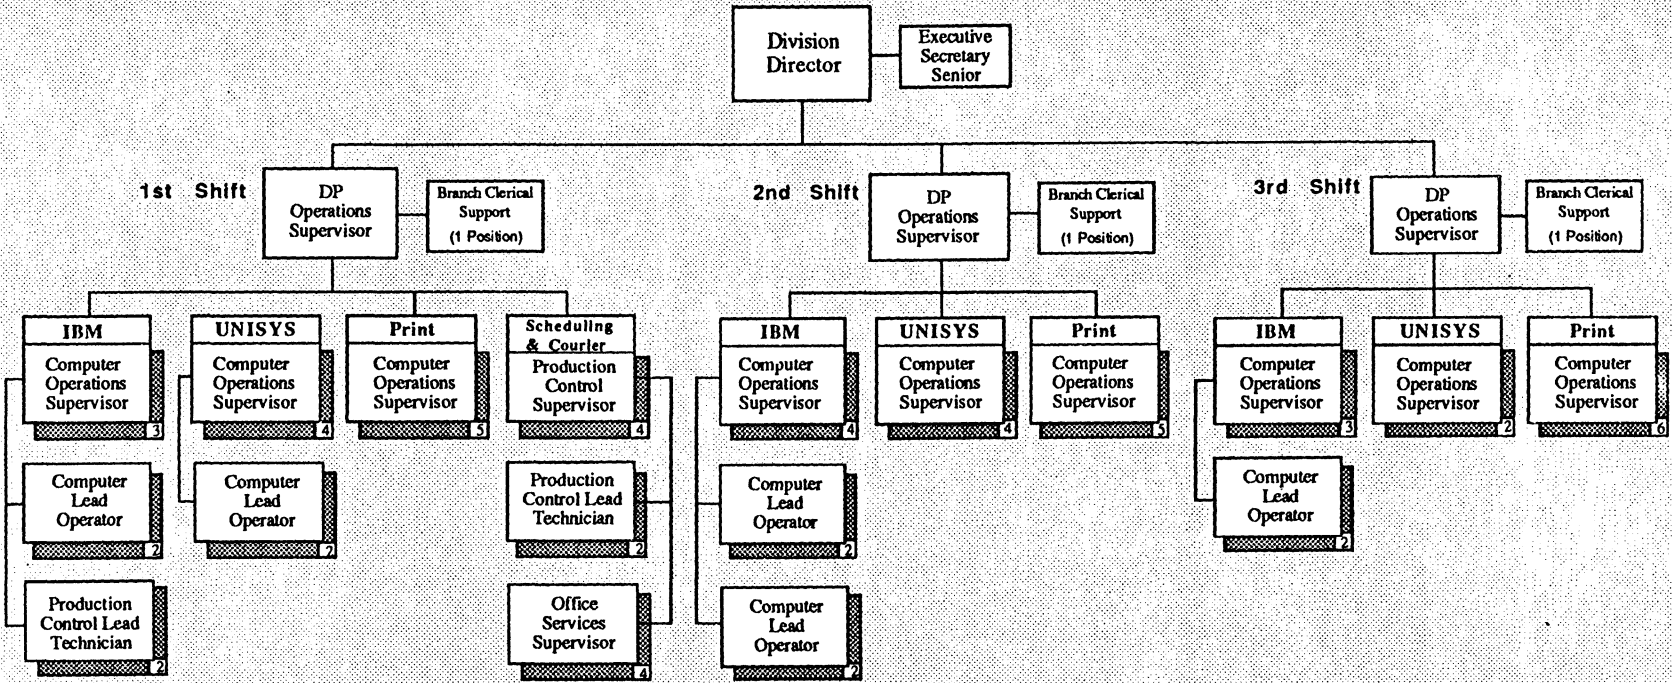 Division
Director
Executive
Secretary
Senior
1st Shift
DP
Operations
Supervisor
Branch Clerical
Support
(1 Position)
2nd Shift
DP
Operations
Supervisor
Branch Clerical
Support
(1 Position)
3rd Shift
DP
Operations
Supervisor
Branch Clerical
Support
(1 Position)
IBM
Computer
Operations
Supervisor
3
Computer
Lead
Operator
2
Production
Control Lead
Technician
2
UNISYS
Computer
Operations
Supervisor
4
Computer
Lead
Operator
2
Print
Computer
Operations
Supervisor
5
Scheduling
& Courier
Production
Control
Supervisor
4
Production
Control Lead
Technician
2
Office
Services
Supervisor
4
IBM
Computer
Operations
Supervisor
4
Computer
Lead
Operator
2
Computer
Lead
Operator
2
UNISYS
Computer
Operations
Supervisor
4
Print
Computer
Operations
Supervisor
5
IBM
Computer
Operations
Supervisor
3
Computer
Lead
Operator
2
UNISYS
Computer
Operations
Supervisor
2
Print
Computer
Operations
Supervisor
6